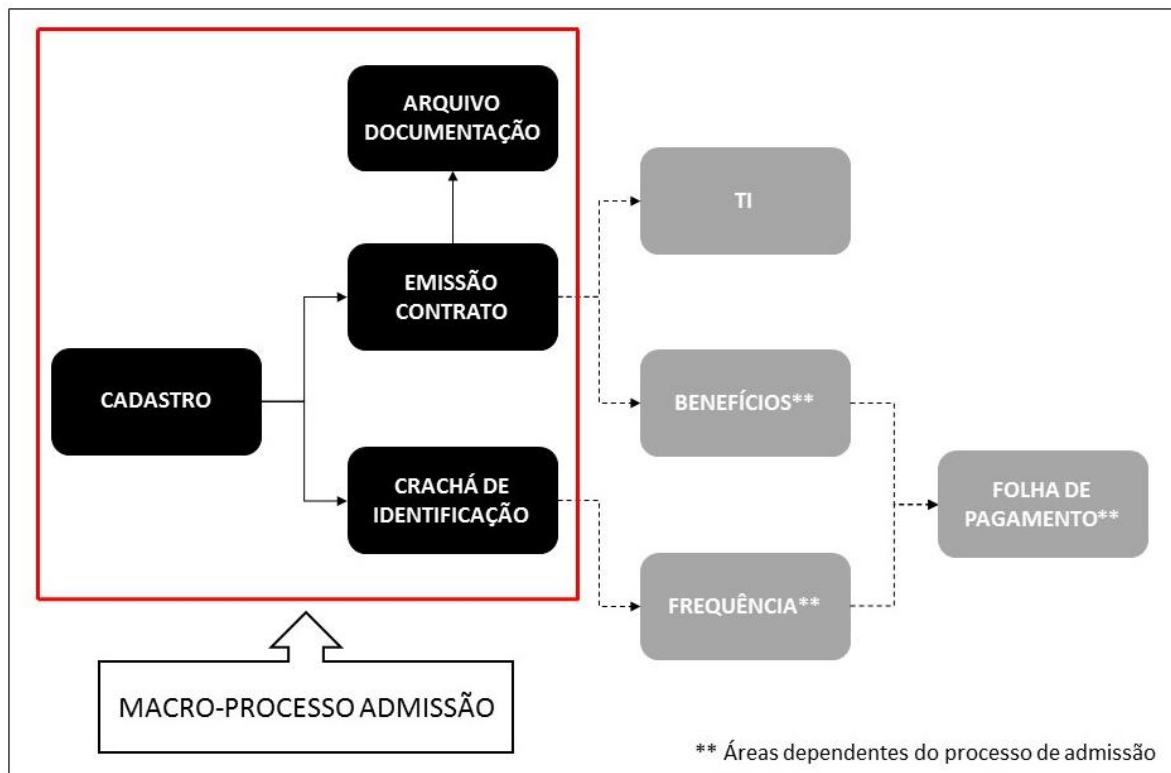 ARQUIVO
DOCUMENTAÇÃO
TI
EMISSÃO
CONTRATO
CADASTRO
BENEFÍCIOS**
CRACHÁ DE
IDENTIFICAÇÃO
FOLHA DE
PAGAMENTO**
FREQUÊNCIA**
MACRO-PROCESSO ADMISSÃO
** Áreas dependentes do processo de admissão